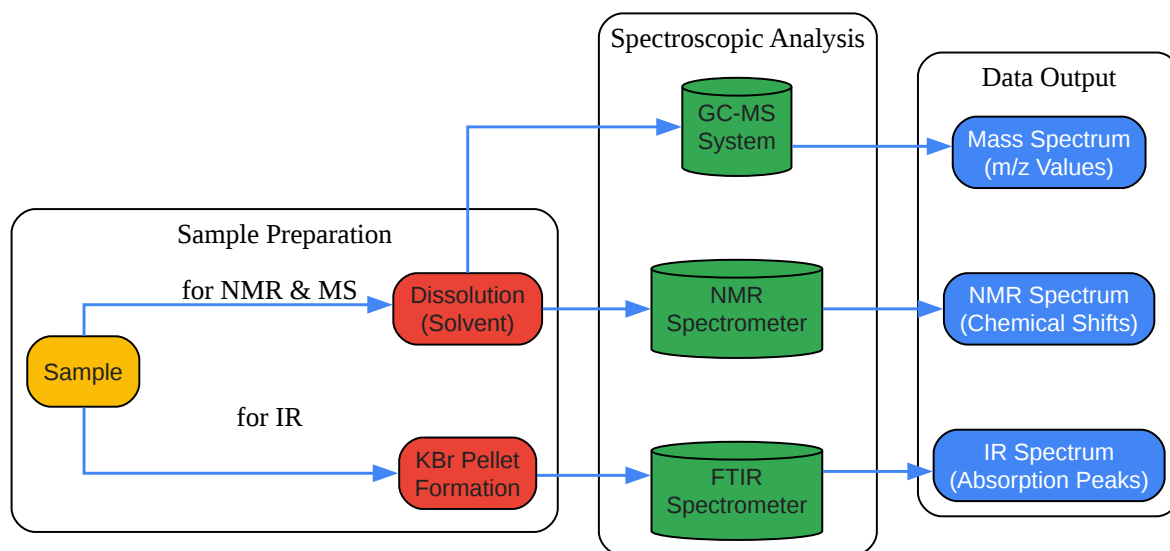 Spectroscopic Analysis
Data Output
GC-MS
System
Mass Spectrum
(m/z Values)
Sample Preparation
for NMR & MS
Dissolution
(Solvent)
NMR
Spectrometer
NMR Spectrum
(Chemical Shifts)
Sample
for IR
KBr Pellet
Formation
FTIR
Spectrometer
IR Spectrum
(Absorption Peaks)